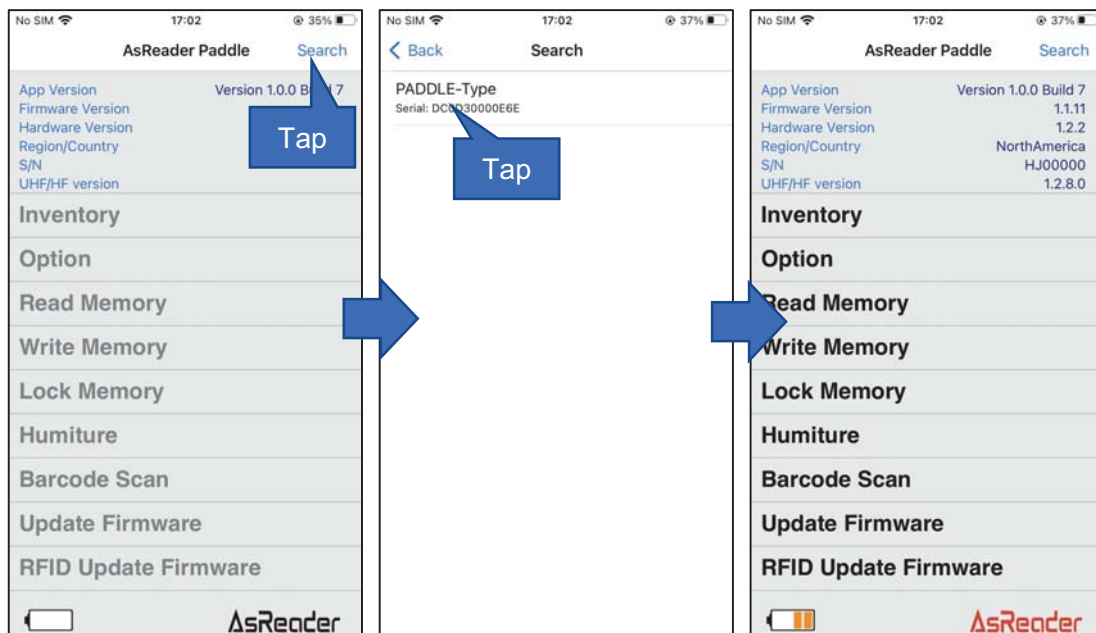 No SIM 17:02 35%
AsReader Paddle Search
App Version Version 1.0.0 B 7
Firmware Version
Hardware Version
Region/Country
S/N
UHF/HF version
Tap
Inventory
Option
Read Memory
Write Memory
Lock Memory
Humiture
Barcode Scan
Update Firmware
RFID Update Firmware
AsReader
No SIM 17:02 37%
Back Search
PADDLE-Type
Serial: DC0D30000E6E
Tap
No SIM 17:02 37%
AsReader Paddle Search
App Version Version 1.0.0 Build 7
Firmware Version 1.1.11
Hardware Version 1.2.2
Region/Country NorthAmerica
S/N HJ00000
UHF/HF version 1.2.8.0
Inventory
Option
Read Memory
Write Memory
Lock Memory
Humiture
Barcode Scan
Update Firmware
RFID Update Firmware
AsReader